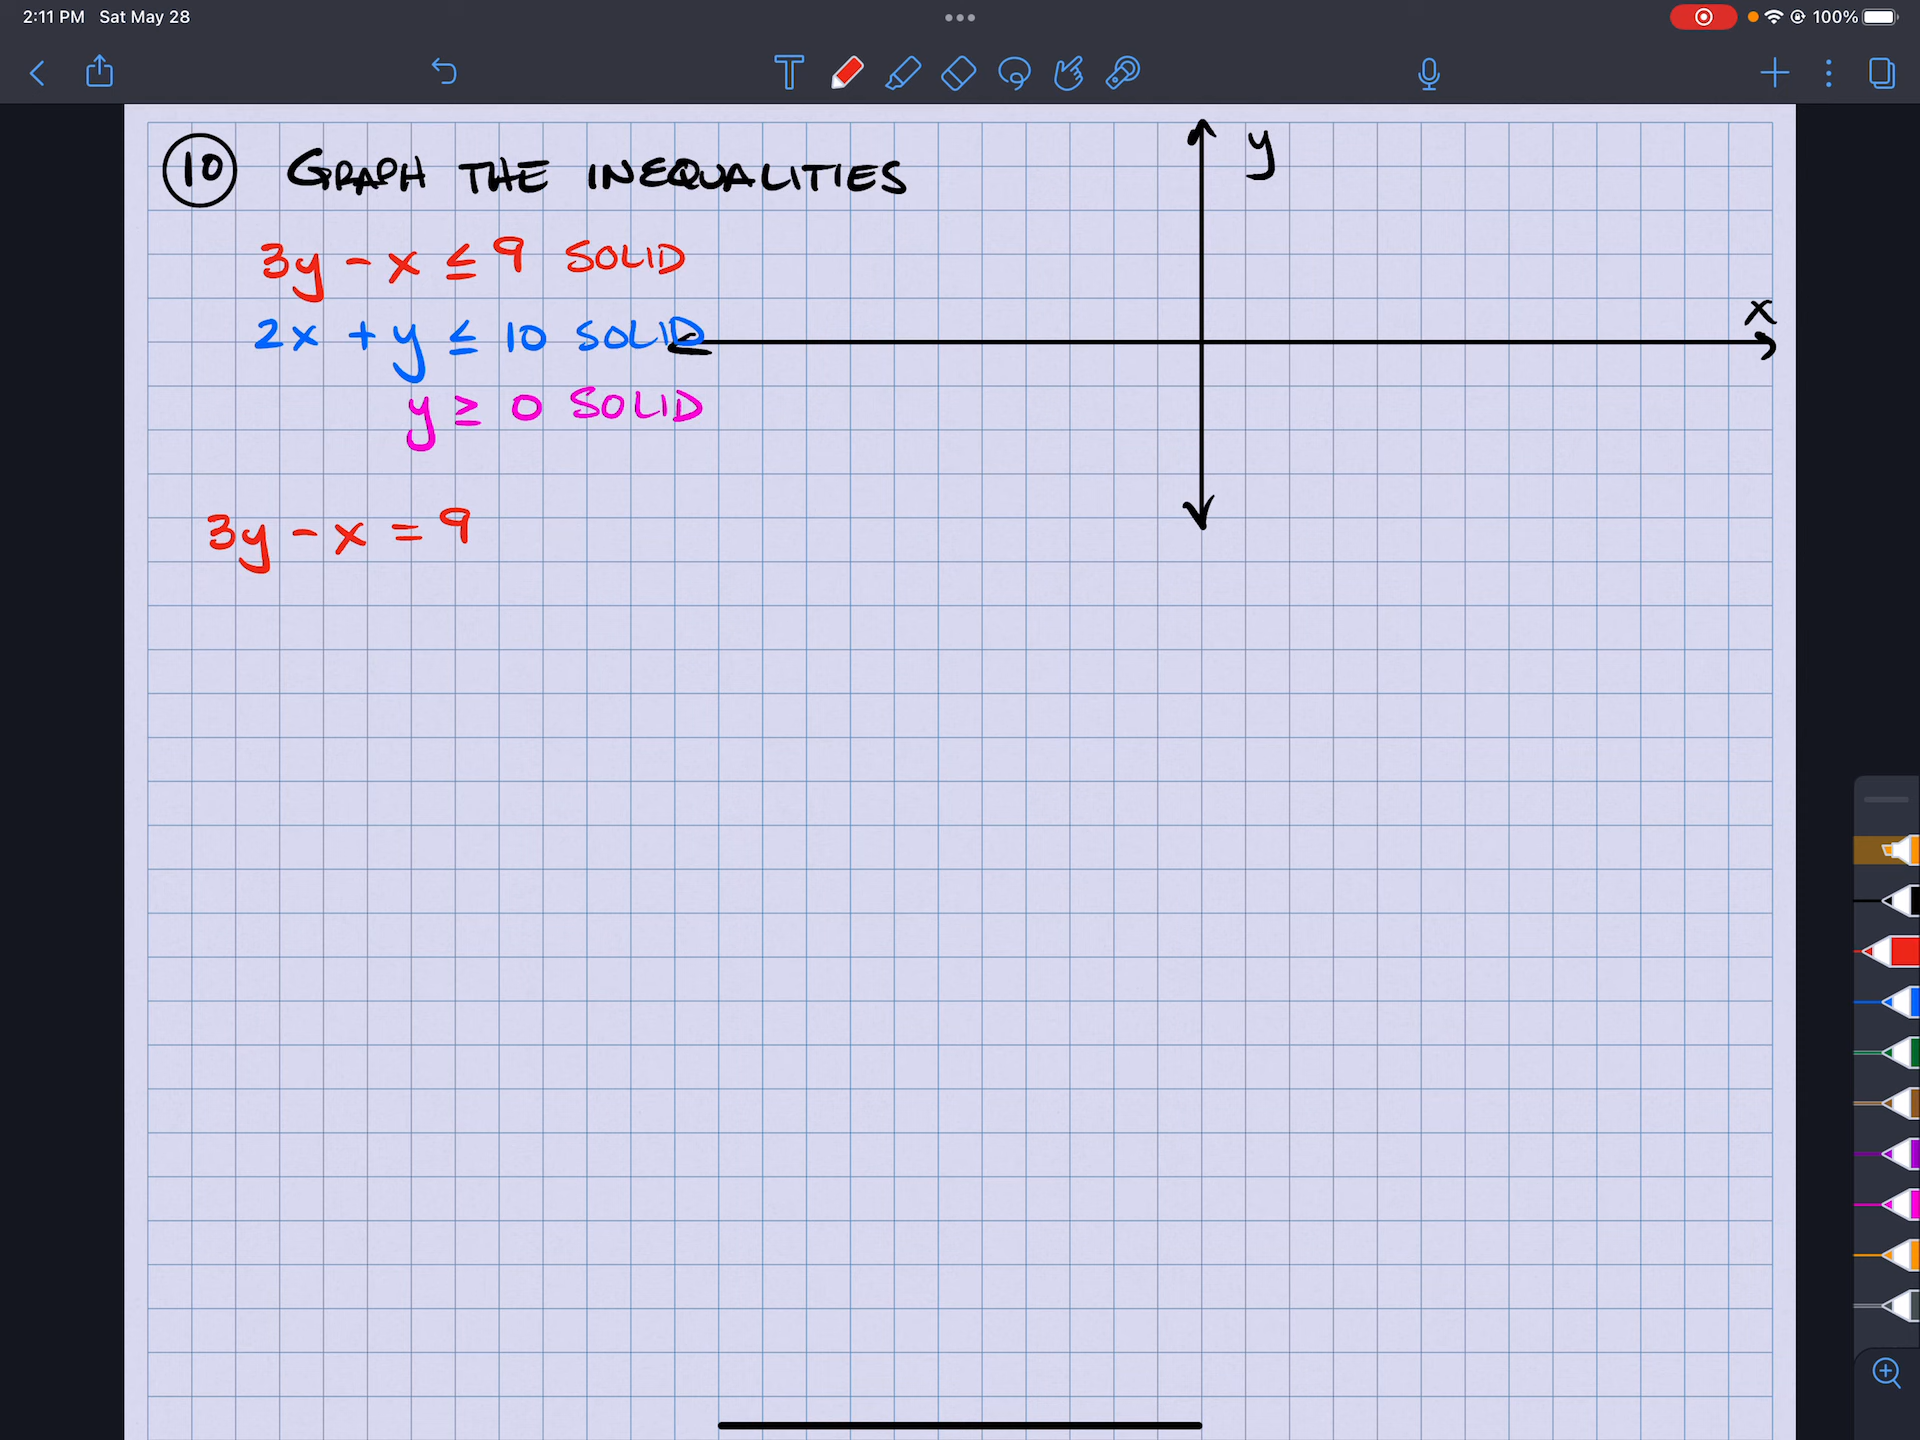 2:11 PM Sat May 28
100%
10 GRAPH THE INEQUALITIES
y
3y - x ≤ 9 SOLID
x
2x + y ≤ 10 SOLID
y ≥ 0 SOLID
3y - x = 9